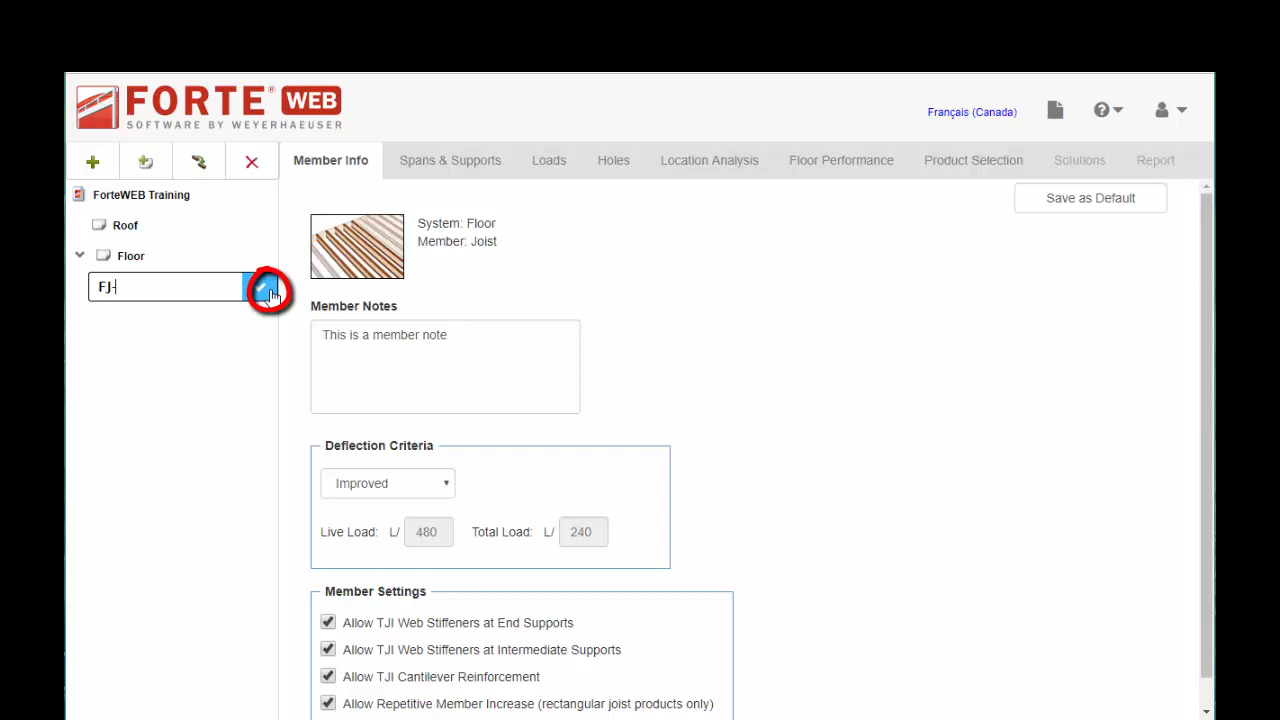 FORTE® WEB
SOFTWARE BY WEYERHAEUSER
Français (Canada)
Member Info
Spans & Supports
Loads
Holes
Location Analysis
Floor Performance
Product Selection
Solutions
Report
ForteWEB Training
Roof
Floor
FJ-
Save as Default
System: Floor
Member: Joist
Member Notes
This is a member note
Deflection Criteria
Improved
Live Load: L/ 480 Total Load: L/ 240
Member Settings
Allow TJI Web Stiffeners at End Supports
Allow TJI Web Stiffeners at Intermediate Supports
Allow TJI Cantilever Reinforcement
Allow Repetitive Member Increase (rectangular joist products only)